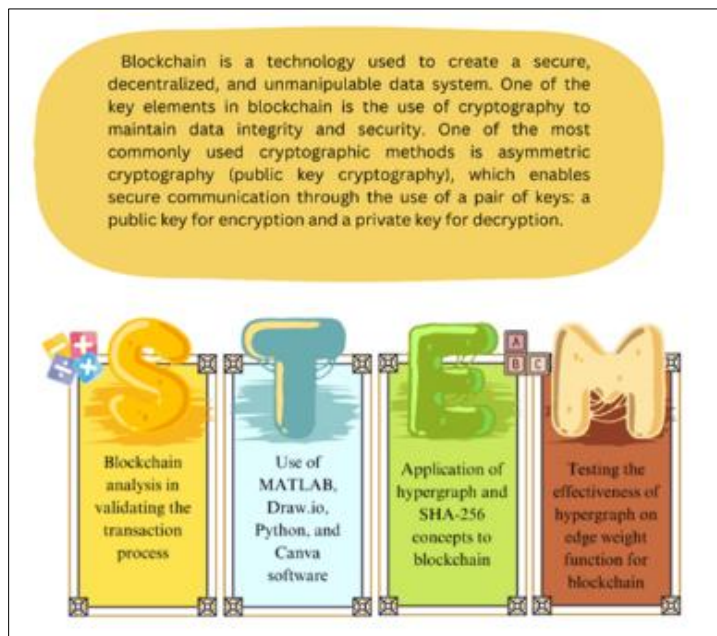 Blockchain is a technology used to create a secure,
decentralized, and unmanipulable data system. One of the
key elements in blockchain is the use of cryptography to
maintain data integrity and security. One of the most
commonly used cryptographic methods is asymmetric
cryptography (public key cryptography), which enables
secure communication through the use of a pair of keys: a
public key for encryption and a private key for decryption.
S
Blockchain
analysis in
validating the
transaction
process
T
Use of
MATLAB,
Draw.io,
Python, and
Canva
software
E
Application of
hypergraph and
SHA-256
concepts to
blockchain
A
B C
M
Testing the
effectiveness of
hypergraph on
edge weight
function for
blockchain